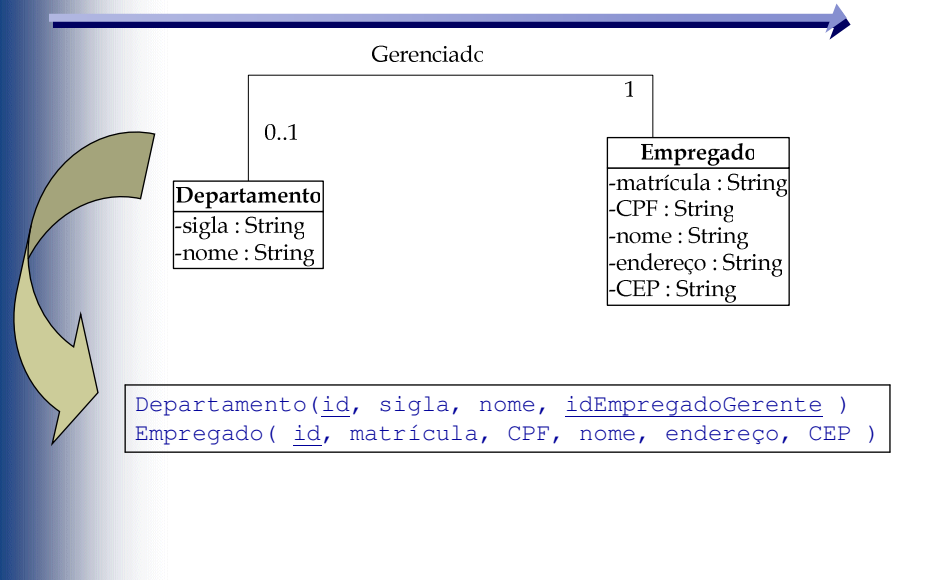 Gerenciado
1
0..1
Empregado
-matrícula : String
-CPF : String
-nome : String
-endereço : String
-CEP : String
Departamento
-sigla : String
-nome : String
Departamento(id, sigla, nome, idEmpregadoGerente )
Empregado( id, matrícula, CPF, nome, endereço, CEP )